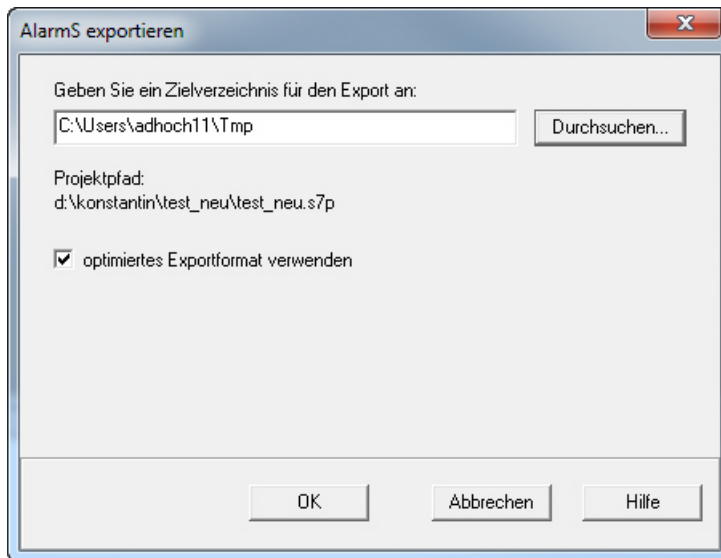 AlarmS exportieren
Geben Sie ein Zielverzeichnis für den Export an:
C:\Users\adhoch11\Tmp
Durchsuchen...
Projektpfad:
d:\konstantin\test_neu\test_neu.s7p
optimiertes Exportformat verwenden
OK Abbrechen Hilfe